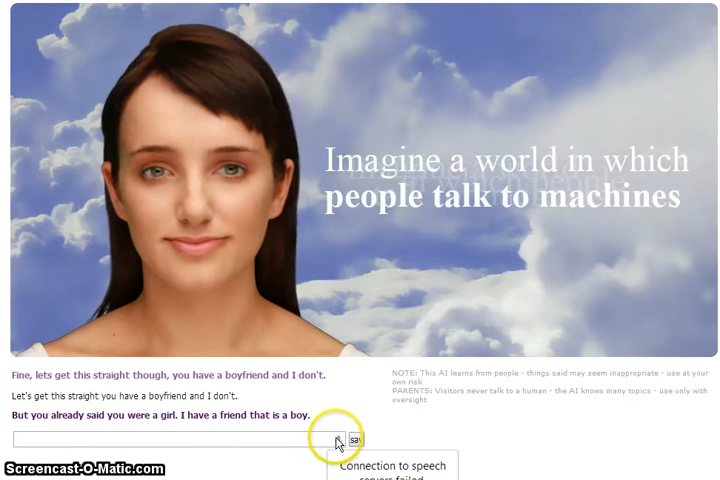 Imagine a world in which
people talk to machines
Fine, lets get this straight though, you have a boyfriend and I don't.
Let's get this straight you have a boyfriend and I don't.
But you already said you were a girl. I have a friend that is a boy.
NOTE: This AI learns from people - things said may seem inappropriate - use at your
own risk
PARENTS: Visitors never talk to a human - the AI knows many topics - use only with
oversight
say
Connection to speech
servers failed
Screencast-O-Matic.com